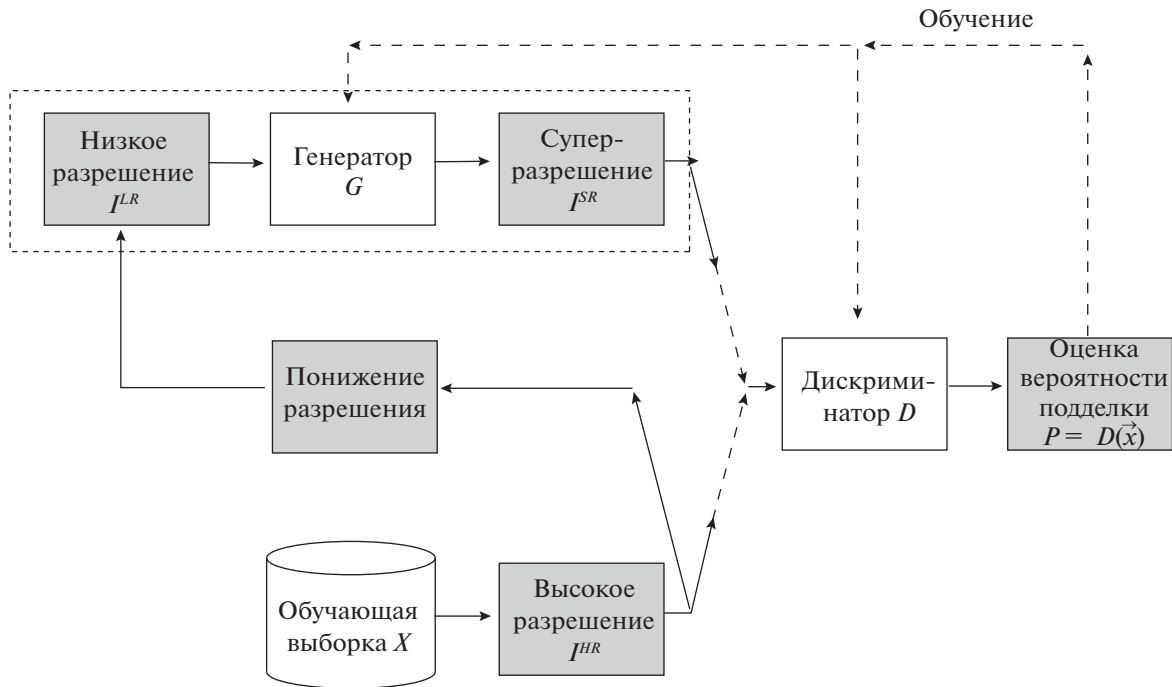 Обучение
Низкое
разрешение
I^{LR}
Генератор
G
Супер-
разрешение
I^{SR}
Понижение
разрешения
Дискрими-
натор D
Оценка
вероятности
подделки
P = D(\vec{x})
Обучающая
выборка X
Высокое
разрешение
I^{HR}